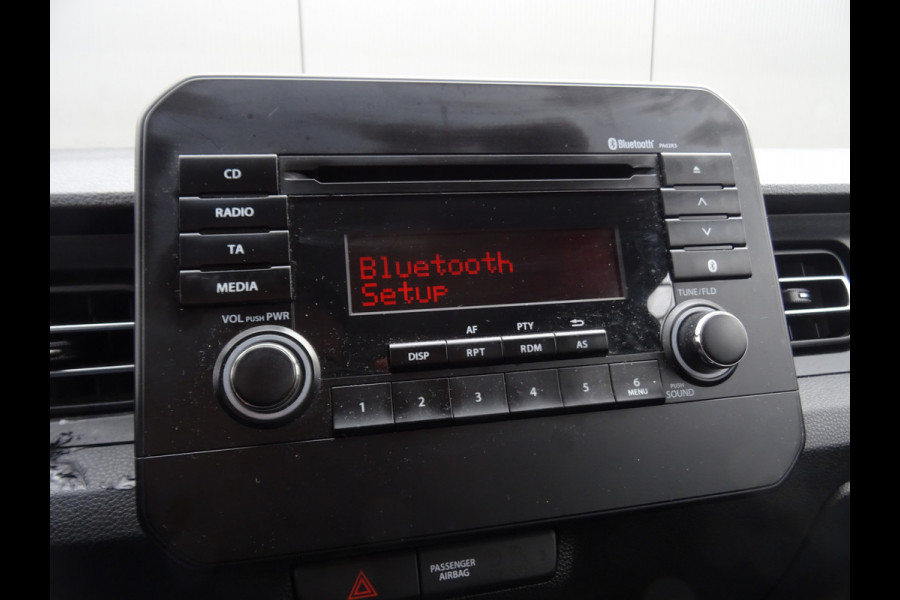 Bluetooth
CD
RADIO
TA
MEDIA
Bluetooth
Setup
VOL PUSH PWR
TUNE/FLD
AF PTY
DISP RPT RDM AS
1 2 3 4 5 6
MENU
PUSH
SOUND
PASSENGER
AIRBAG